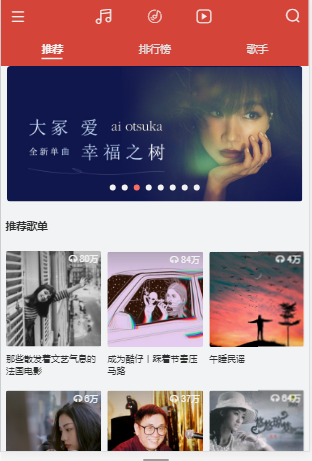 推荐
排行榜
歌手
大冢 爱 ai otsuka
全新单曲 幸福之树
推荐歌单
80万
84万
4万
那些散发着文艺气息的
法国电影
成为酷仔丨踩着节奏压
马路
午睡民谣
6万
37万
64万